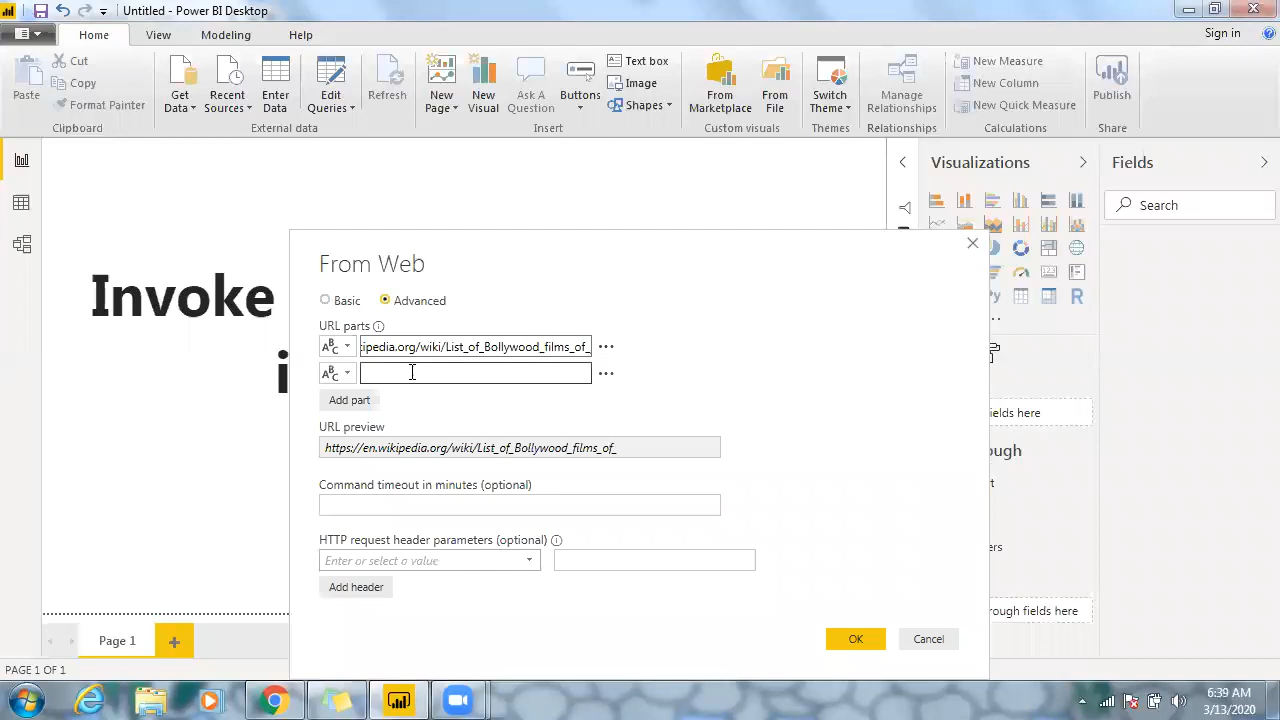 Untitled - Power BI Desktop
Home View Modeling Help
Sign in
Paste
Cut
Copy
Format Painter
Clipboard
Get Data
Recent Sources
Enter Data
Edit Queries
Refresh
External data
New Page
New Visual
Ask A Question
Buttons
Text box
Image
Shapes
Insert
From Marketplace
From File
Custom visuals
Switch Theme
Themes
Manage Relationships
Relationships
New Measure
New Column
New Quick Measure
Calculations
Publish
Share
Visualizations
Fields
Search
Invoke
i
From Web
Basic
Advanced
URL parts
ABC
ipedia.org/wiki/List_of_Bollywood_films_of_
ABC
Add part
URL preview
https://en.wikipedia.org/wiki/List_of_Bollywood_films_of_
Command timeout in minutes (optional)
HTTP request header parameters (optional)
Enter or select a value
Add header
OK
Cancel
R
ields here
ough
t
ers
rough fields here
Page 1
PAGE 1 OF 1
6:39 AM
3/13/2020